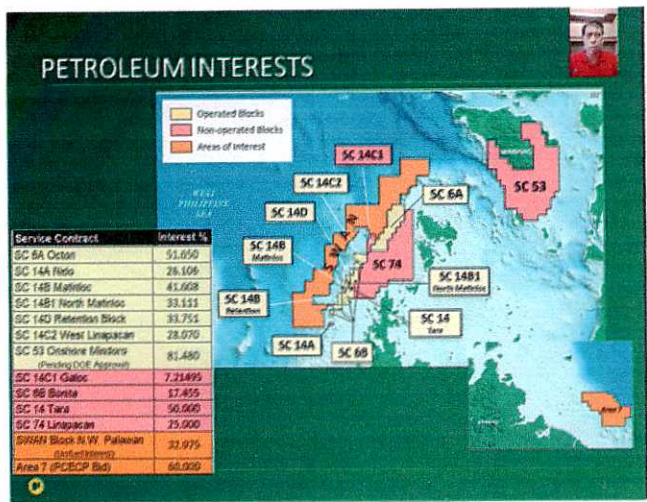 PETROLEUM INTERESTS
Operated Blocks
Non-operated Blocks
Areas of Interest
WEST
PHILIPPINE
SEA
SC 14C1
SC 14C2
SC 6A
SC 14D
SC 53
MINDORO
SWAN
SC 14B
Matinloc
SC 74
SC 14B1
North Matinloc
SC 14B
Retention
SC 14
Tara
SC 14A
SC 6B
Area 7
Service Contract Interest %
SC 6A Octon 51.650
SC 14A Nido 26.106
SC 14B Matinloc 41.608
SC 14B1 North Matinloc 33.111
SC 14D Retention Block 33.751
SC 14C2 West Linapacan 28.070
SC 53 Onshore Mindoro 81.480
(Pending DOE Approval)
SC 14C1 Galoc 7.21495
SC 6B Bonita 17.455
SC 14 Tara 50.000
SC 74 Linapacan 25.000
SWAN Block N.W. Palawan 32.975
(Unified Interest)
Area 7 (PCECP Bid) 60.000